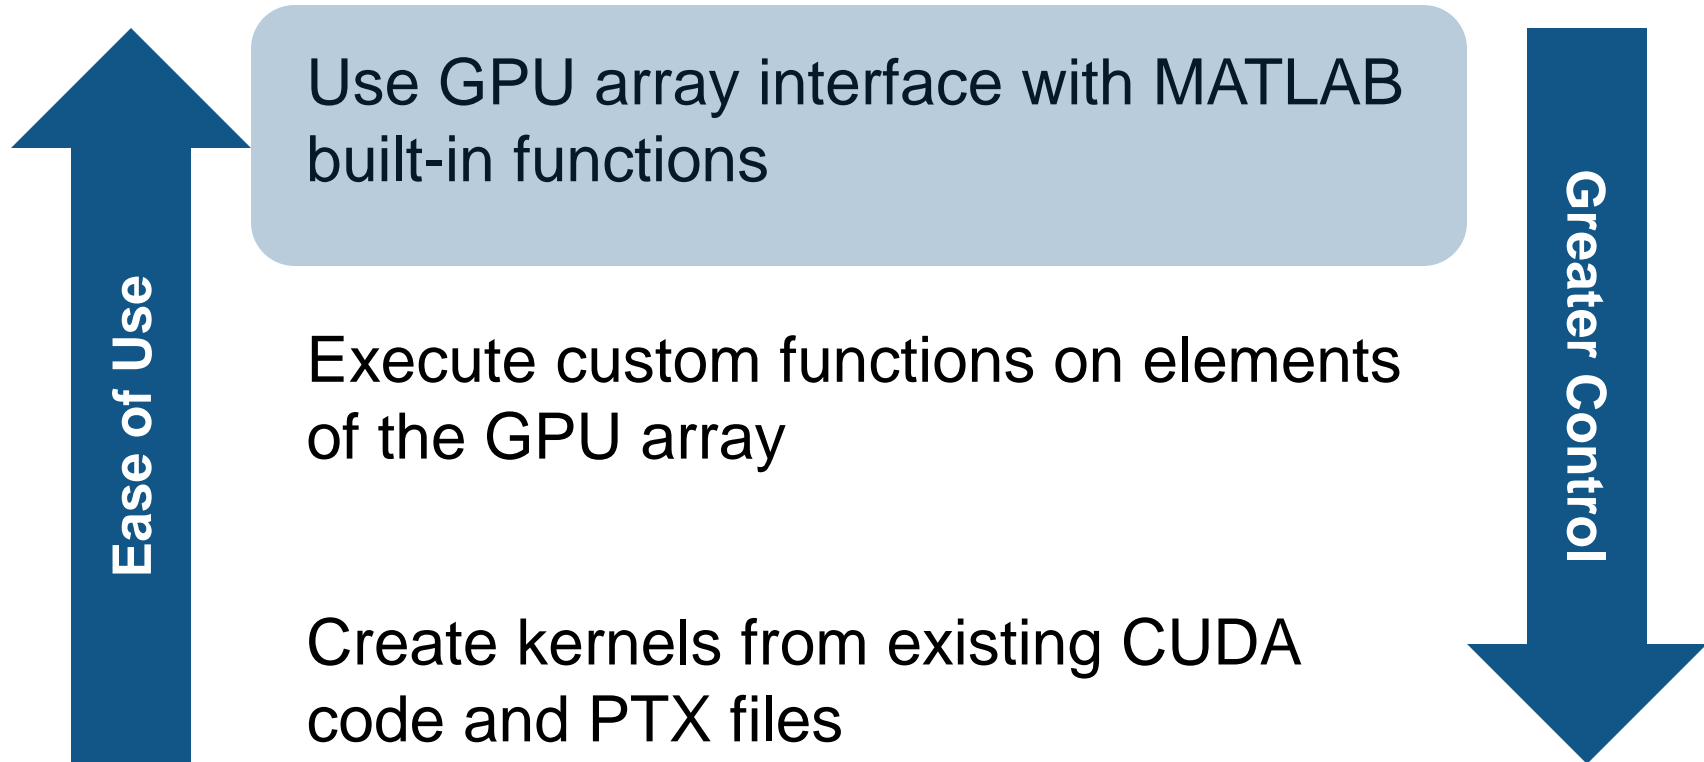 Use GPU array interface with MATLAB
built-in functions
Ease of Use
Greater Control
Execute custom functions on elements
of the GPU array
Create kernels from existing CUDA
code and PTX files